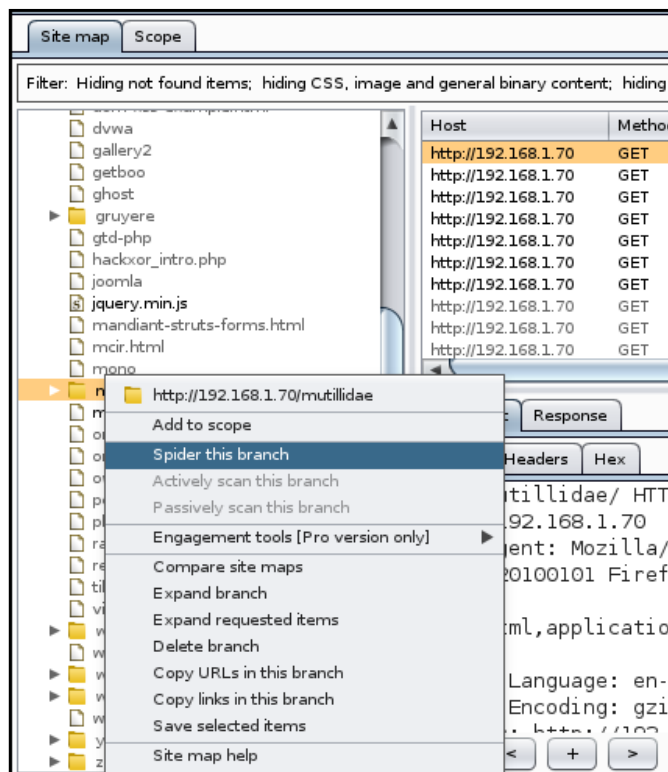 Site map Scope
Filter: Hiding not found items; hiding CSS, image and general binary content; hiding
dvwa
gallery2
getboo
ghost
gruyere
gtd-php
hackxor_intro.php
joomla
jquery.min.js
mandiant-struts-forms.html
mcir.html
mono
Host Metho
http://192.168.1.70 GET
http://192.168.1.70 GET
http://192.168.1.70 GET
http://192.168.1.70 GET
http://192.168.1.70 GET
http://192.168.1.70 GET
http://192.168.1.70 GET
http://192.168.1.70 GET
http://192.168.1.70 GET
http://192.168.1.70 GET
http://192.168.1.70/mutillidae
Add to scope
Spider this branch
Actively scan this branch
Passively scan this branch
Engagement tools [Pro version only]
Compare site maps
Expand branch
Expand requested items
Delete branch
Copy URLs in this branch
Copy links in this branch
Save selected items
Site map help
Response
Headers Hex
tillidae/ HTT
92.168.1.70
ent: Mozilla/
20100101 Firef
ml,applicatio
Language: en-
Encoding: gzi
< + >